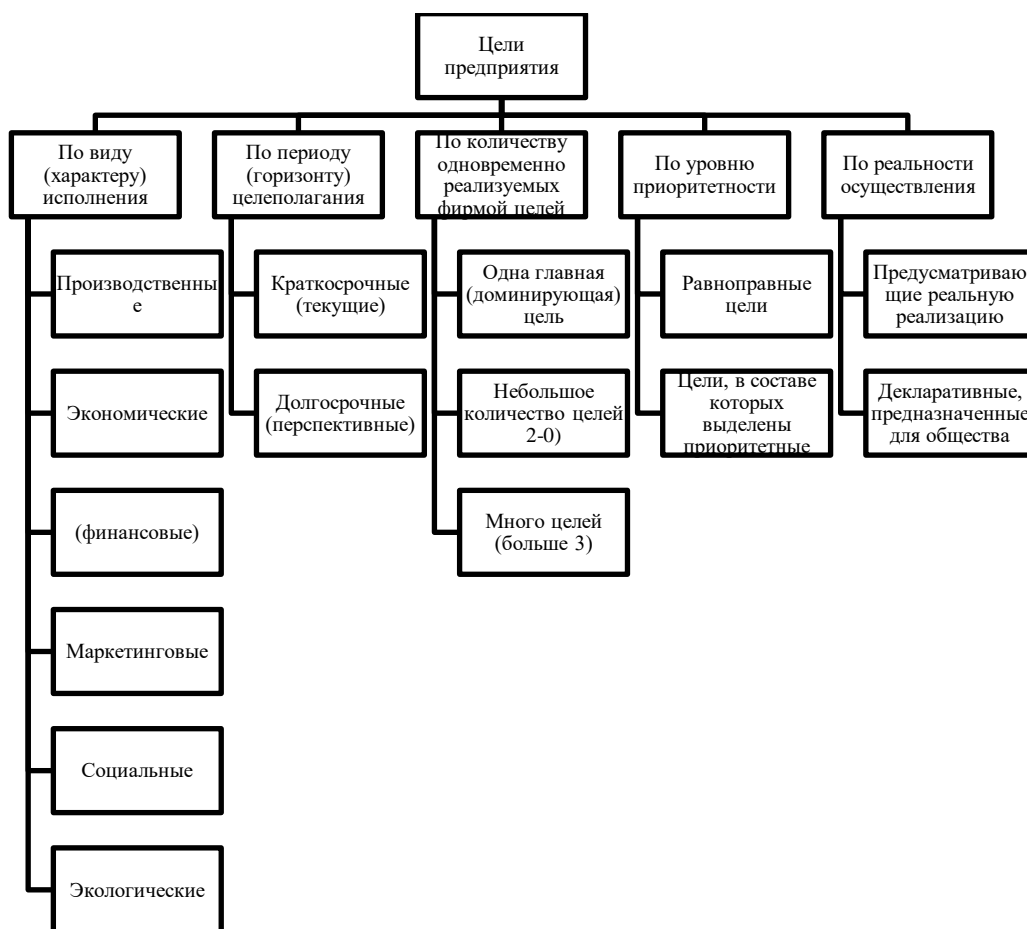 Цели
предприятия
По виду
(характеру)
исполнения
По периоду
(горизонту)
целеполагания
По количеству
одновременно
реализуемых
фирмой целей
По уровню
приоритетности
По реальности
осуществления
Производственны
е
Экономические
(финансовые)
Маркетинговые
Социальные
Экологические
Краткосрочные
(текущие)
Долгосрочные
(перспективные)
Одна главная
(доминирующая)
цель
Небольшое
количество целей
2-0)
Много целей
(больше 3)
Равноправные
цели
Цели, в составе
которых
выделены
приоритетные
Предусматриваю
щие реальную
реализацию
Декларативные,
предназначенные
для общества